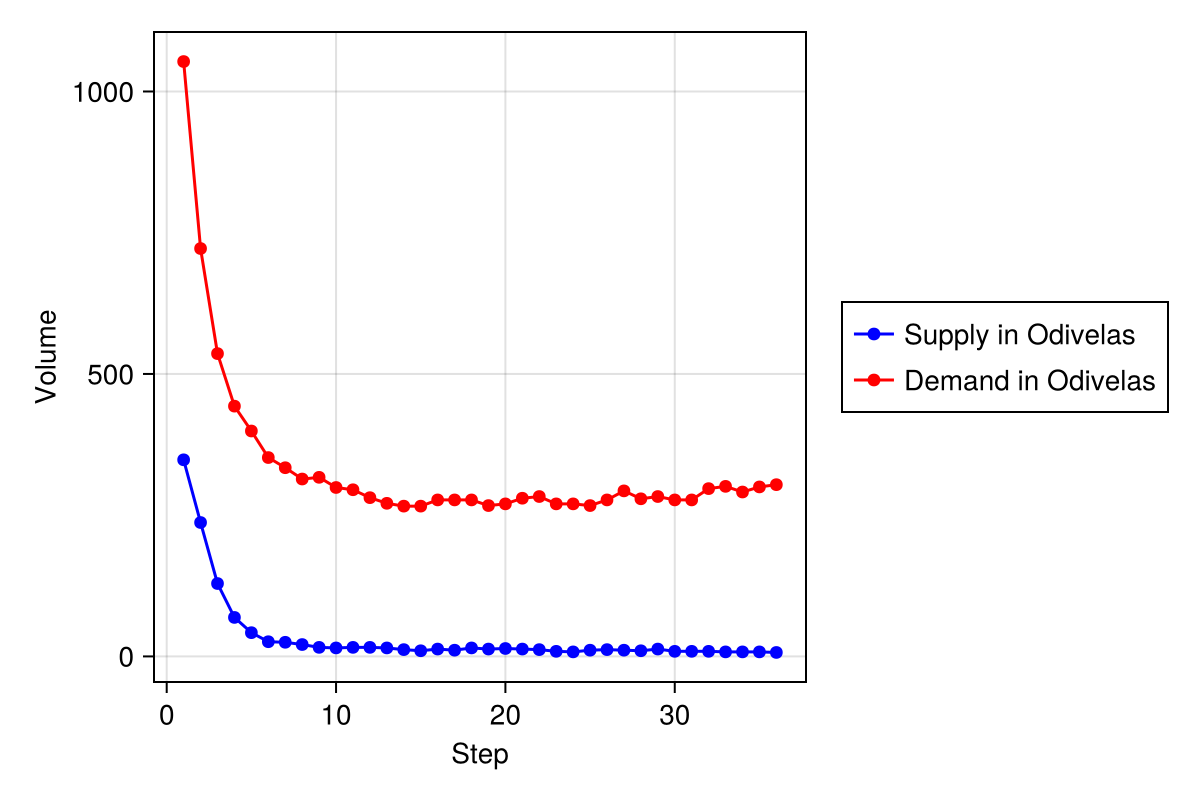 1000
500
0
Volume
0 10 20 30
Step
Supply in Odivelas
Demand in Odivelas